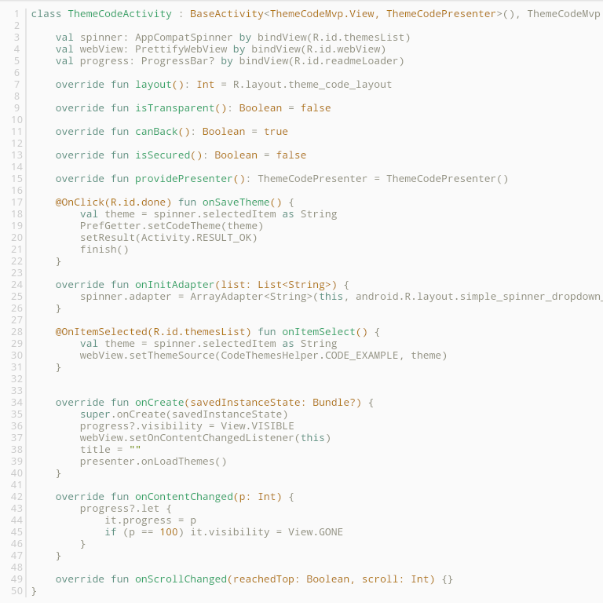 1 class ThemeCodeActivity : BaseActivity<ThemeCodeMvp.View, ThemeCodePresenter>(), ThemeCodeMvp
2
3     val spinner: AppCompatSpinner by bindView(R.id.themesList)
4     val webView: PrettifyWebView by bindView(R.id.webView)
5     val progress: ProgressBar? by bindView(R.id.readmeLoader)
6
7     override fun layout(): Int = R.layout.theme_code_layout
8
9     override fun isTransparent(): Boolean = false
10
11     override fun canBack(): Boolean = true
12
13     override fun isSecured(): Boolean = false
14
15     override fun providePresenter(): ThemeCodePresenter = ThemeCodePresenter()
16
17     @OnClick(R.id.done) fun onSaveTheme() {
18         val theme = spinner.selectedItem as String
19         PrefGetter.setCodeTheme(theme)
20         setResult(Activity.RESULT_OK)
21         finish()
22     }
23
24     override fun onInitAdapter(list: List<String>) {
25         spinner.adapter = ArrayAdapter<String>(this, android.R.layout.simple_spinner_dropdown_
26     }
27
28     @OnItemSelected(R.id.themesList) fun onItemSelect() {
29         val theme = spinner.selectedItem as String
30         webView.setThemeSource(CodeThemesHelper.CODE_EXAMPLE, theme)
31     }
32
33
34     override fun onCreate(savedInstanceState: Bundle?) {
35         super.onCreate(savedInstanceState)
36         progress?.visibility = View.VISIBLE
37         webView.setOnContentChangedListener(this)
38         title = ""
39         presenter.onLoadThemes()
40     }
41
42     override fun onContentChanged(p: Int) {
43         progress?.let {
44             it.progress = p
45             if (p == 100) it.visibility = View.GONE
46         }
47     }
48
49     override fun onScrollChanged(reachedTop: Boolean, scroll: Int) {}
50 }